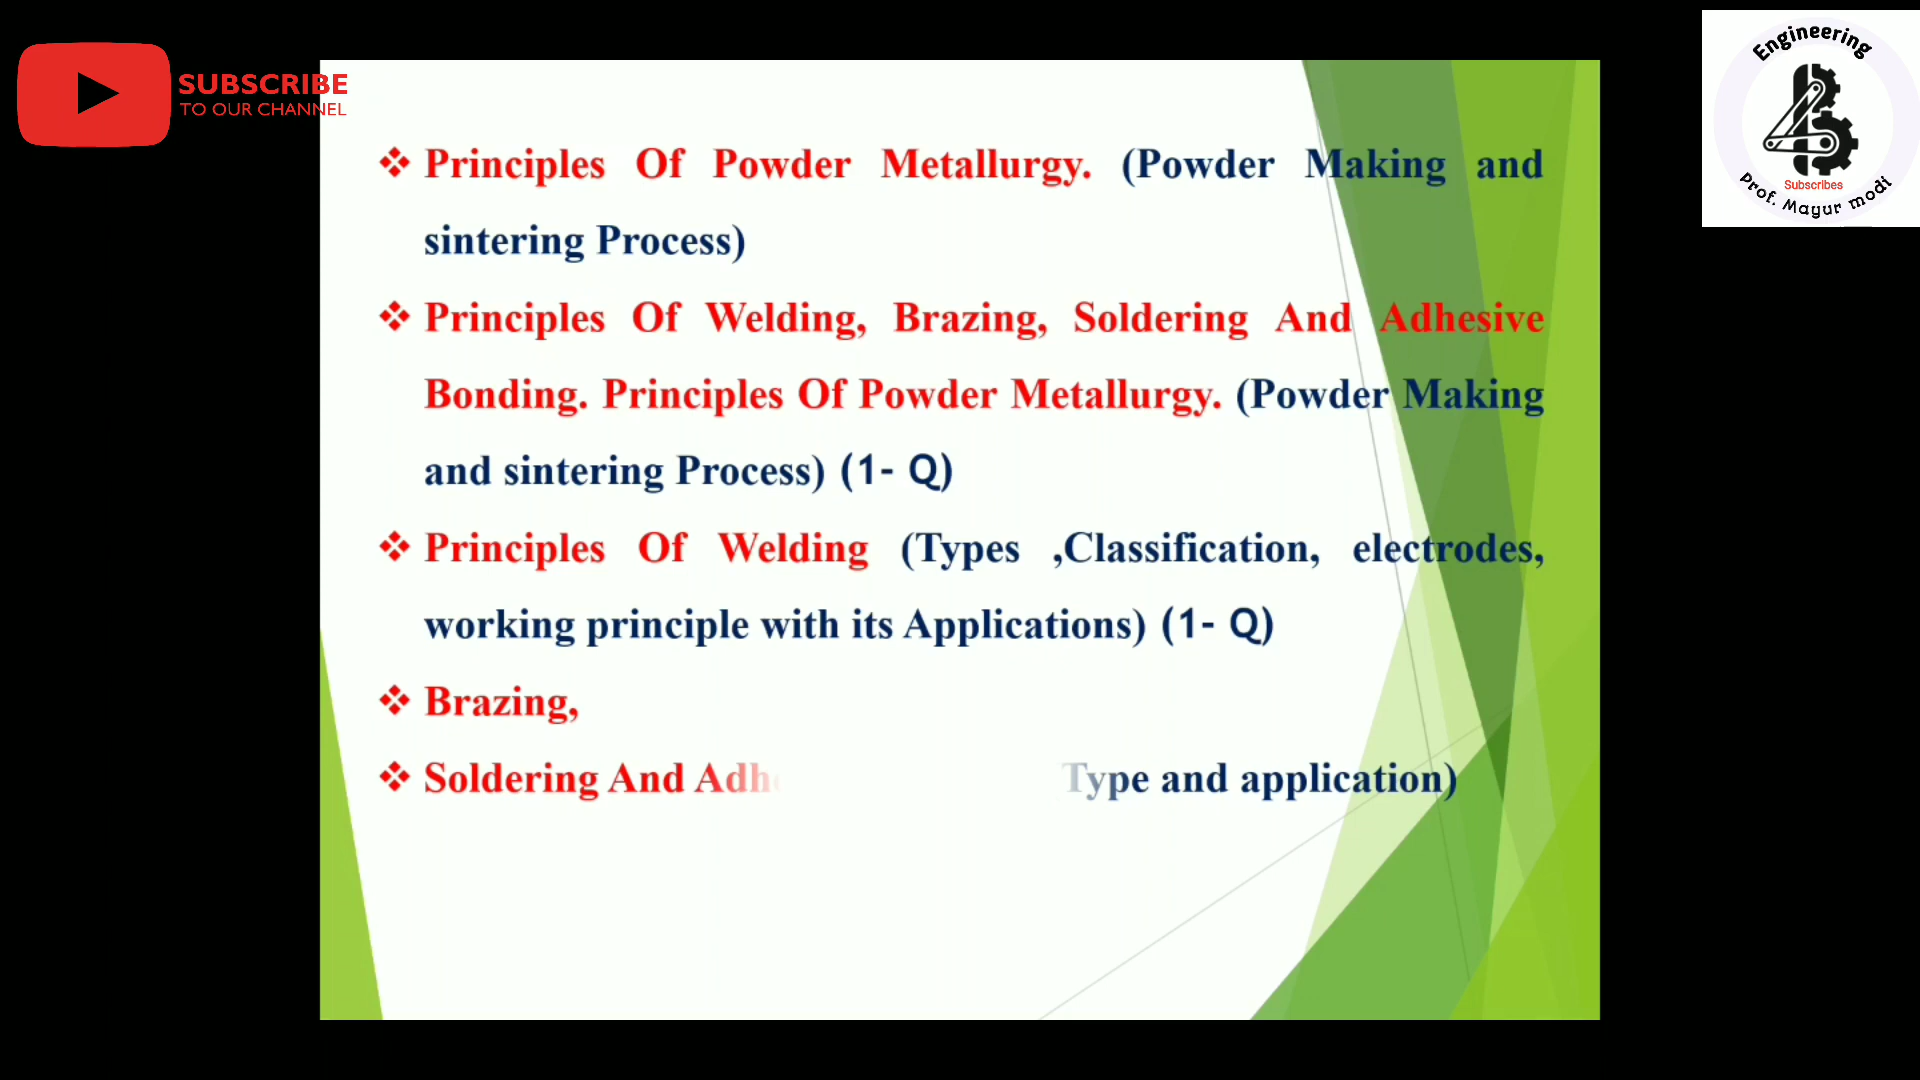 SUBSCRIBE
TO OUR CHANNEL
Engineering
Subscribes
Prof. Mayur modi
❖ Principles Of Powder Metallurgy. (Powder Making and
sintering Process)
❖ Principles Of Welding, Brazing, Soldering And Adhesive
Bonding. Principles Of Powder Metallurgy. (Powder Making
and sintering Process) (1- Q)
❖ Principles Of Welding (Types ,Classification, electrodes,
working principle with its Applications) (1- Q)
❖ Brazing,
❖ Soldering And Type and application)